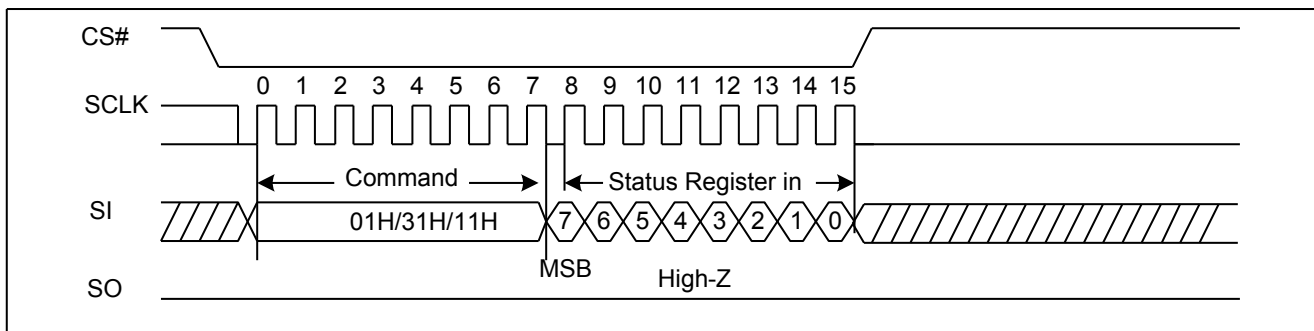 CS#
0 1 2 3 4 5 6 7 8 9 10 11 12 13 14 15
SCLK
Command Status Register in
SI 01H/31H/11H 7 6 5 4 3 2 1 0
MSB High-Z
SO